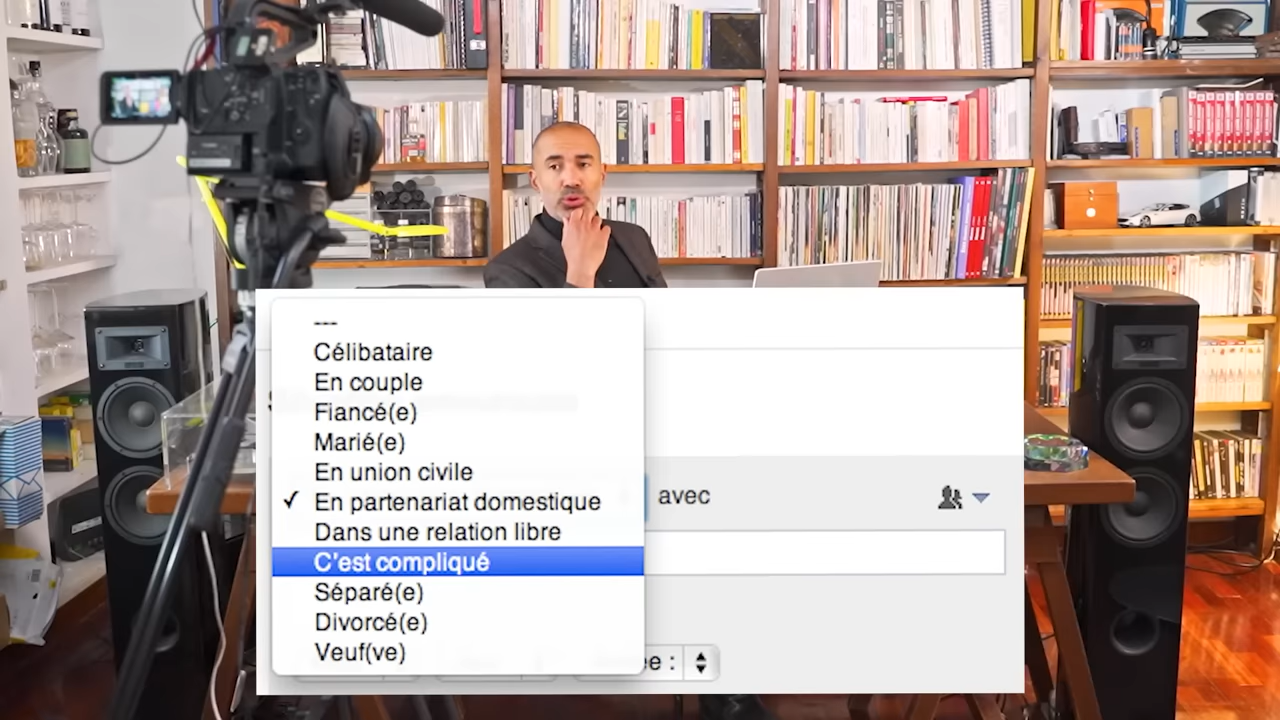 ---
Célibataire
En couple
Fiancé(e)
Marié(e)
En union civile
✓ En partenariat domestique
avec
Dans une relation libre
C'est compliqué
Séparé(e)
Divorcé(e)
Veuf(ve)